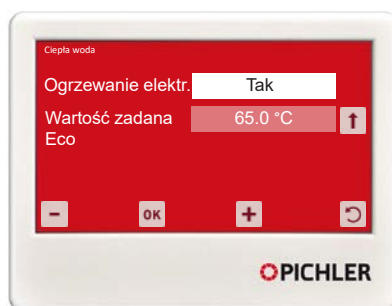 Ciepła woda
Ogrzewanie elektr. Tak
Wartość zadana 65.0 °C
Eco
OK
PICHLER